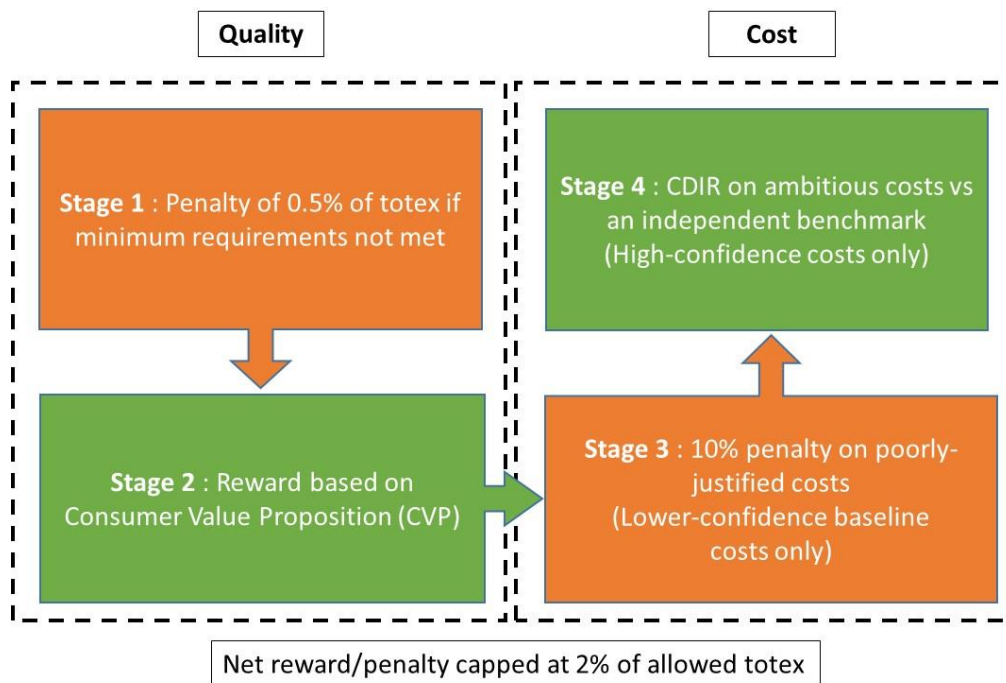 Quality
Cost
Stage 1 : Penalty of 0.5% of totex if
minimum requirements not met
Stage 2 : Reward based on
Consumer Value Proposition (CVP)
Stage 3 : 10% penalty on poorly-
justified costs
(Lower-confidence baseline
costs only)
Stage 4 : CDIR on ambitious costs vs
an independent benchmark
(High-confidence costs only)
Net reward/penalty capped at 2% of allowed totex